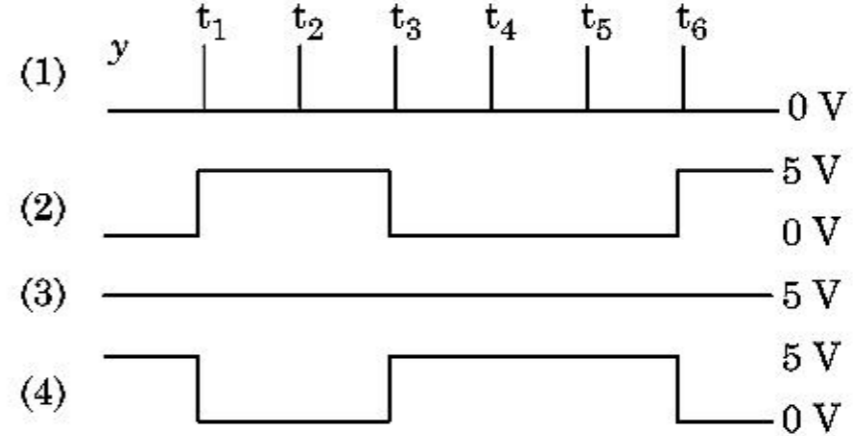 t₁ t₂ t₃ t₄ t₅ t₆
(1) y
0 V
5 V
(2)
0 V
(3) 5 V
5 V
(4)
0 V